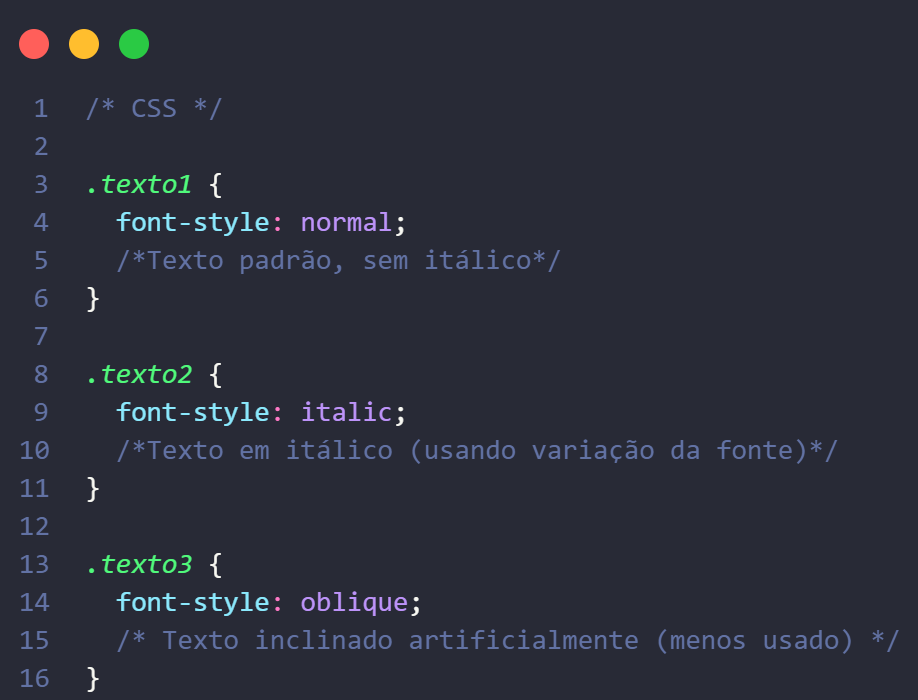 1 /* CSS */
2
3 .texto1 {
4 font-style: normal;
5 /*Texto padrão, sem itálico*/
6 }
7
8 .texto2 {
9 font-style: italic;
10 /*Texto em itálico (usando variação da fonte)*/
11 }
12
13 .texto3 {
14 font-style: oblique;
15 /* Texto inclinado artificialmente (menos usado) */
16 }